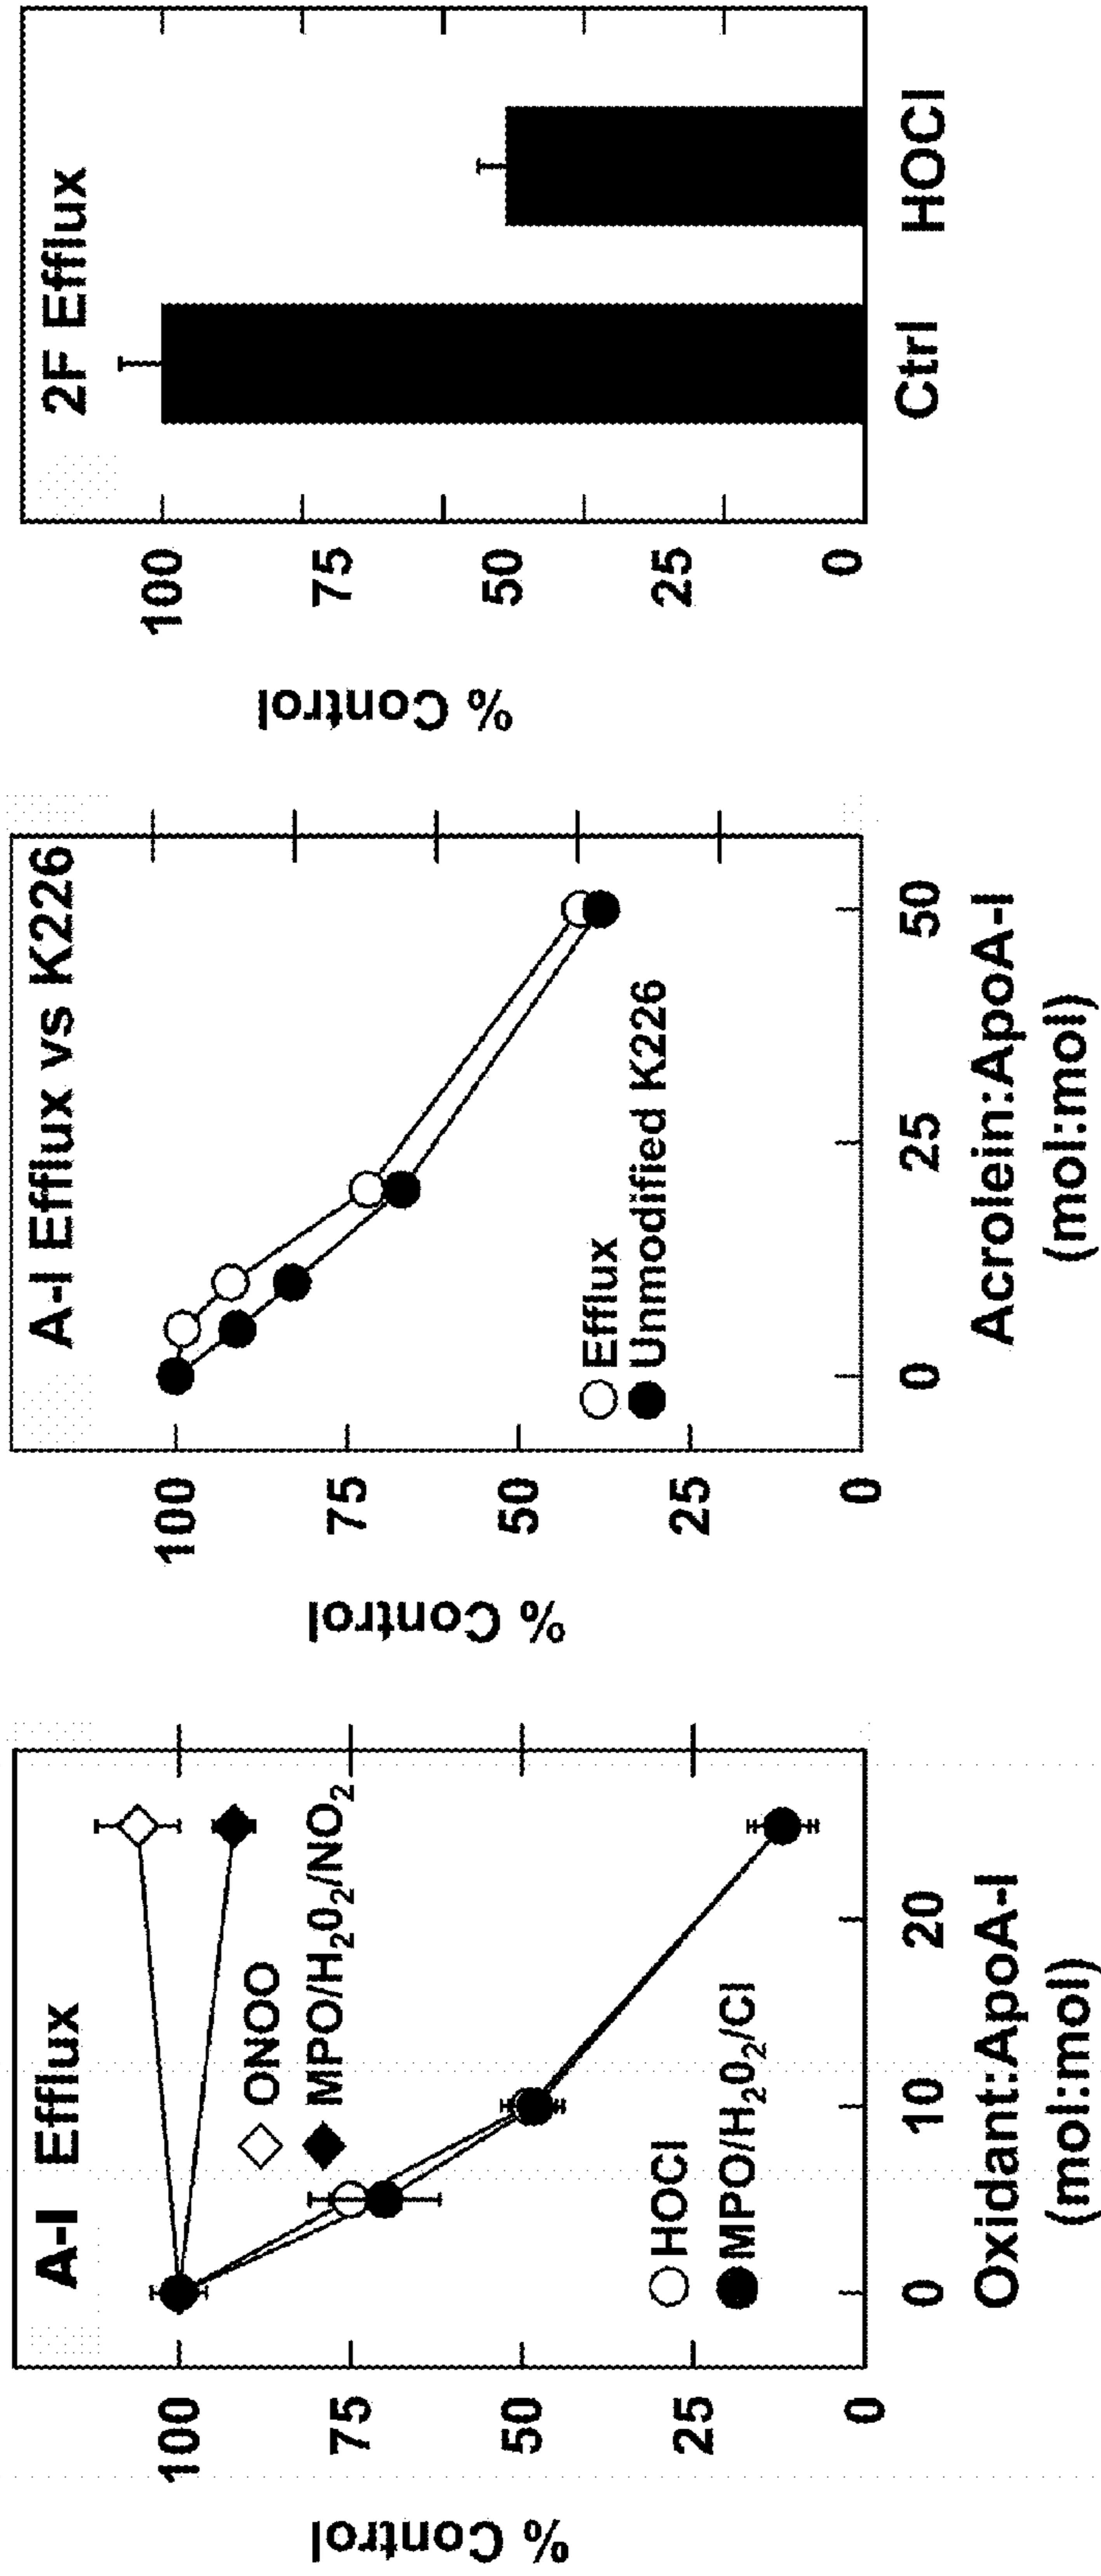 A-I Efflux
% Control
100
75
50
25
0
ONOO
MPO/H₂0₂/NO₂
HOCl
MPO/H₂0₂/Cl
0 10 20
Oxidant:ApoA-I
(mol:mol)
A-I Efflux vs K226
% Control
100
75
50
25
0
Efflux
Unmodified K226
0 25 50
Acrolein:ApoA-I
(mol:mol)
2F Efflux
% Control
100
75
50
25
0
Ctrl HOCl